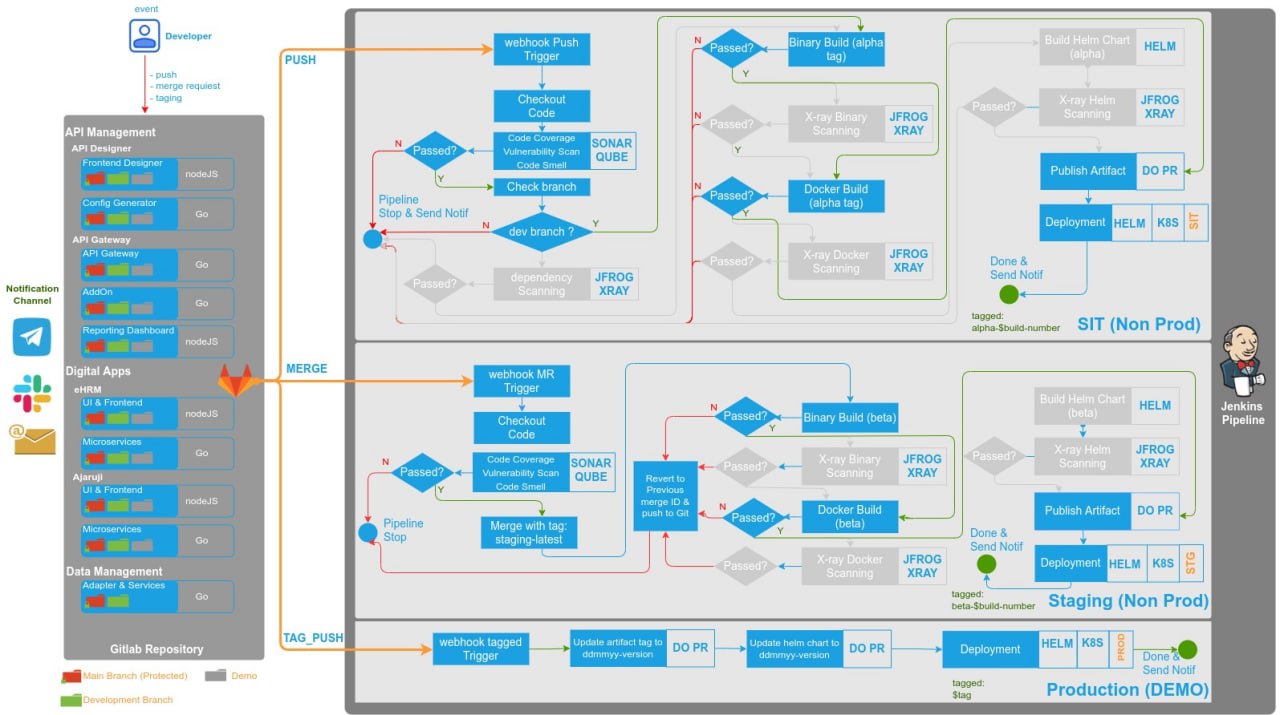 event
Developer
- push
- merge requiest
- taging
Notification
Channel
API Management
API Designer
Frontend Designer
nodeJS
Config Generator
Go
API Gateway
API Gateway
Go
AddOn
Go
Reporting Dashboard
nodeJS
Digital Apps
eHRM
UI & Frontend
nodeJS
Microservices
Go
Ajaruji
UI & Frontend
nodeJS
Microservices
Go
Data Management
Adapter & Services
Go
Gitlab Repository
Main Branch (Protected)
Demo
Development Branch
PUSH
MERGE
TAG_PUSH
webhook Push
Trigger
Checkout
Code
Code Coverage
Vulnerability Scan
Code Smell
SONAR
QUBE
Passed?
N
Y
Check branch
Pipeline
Stop & Send Notif
dev branch ?
N
Y
dependency
Scanning
JFROG
XRAY
Passed?
Binary Build (alpha
tag)
Passed?
N
Y
X-ray Binary
Scanning
JFROG
XRAY
Passed?
N
Y
Docker Build
(alpha tag)
Passed?
N
Y
X-ray Docker
Scanning
JFROG
XRAY
Passed?
Build Helm Chart
(alpha)
HELM
X-ray Helm
Scanning
JFROG
XRAY
Passed?
Publish Artifact
DO PR
Deployment
HELM
K8S
SIT
Done &
Send Notif
tagged:
alpha-$build-number
SIT (Non Prod)
webhook MR
Trigger
Checkout
Code
Code Coverage
Vulnerability Scan
Code Smell
SONAR
QUBE
Passed?
N
Y
Merge with tag:
staging-latest
Pipeline
Stop
Revert to
Previous
merge ID &
push to Git
Binary Build (beta)
Passed?
N
Y
X-ray Binary
Scanning
JFROG
XRAY
Passed?
Docker Build
(beta)
Passed?
N
Y
X-ray Docker
Scanning
JFROG
XRAY
Passed?
Build Helm Chart
(beta)
HELM
X-ray Helm
Scanning
JFROG
XRAY
Passed?
Publish Artifact
DO PR
Deployment
HELM
K8S
STG
Done &
Send Notif
tagged:
beta-$build-number
Staging (Non Prod)
webhook tagged
Trigger
Update artifact tag to
ddmmyy-version
DO PR
Update helm chart to
ddmmyy-version
DO PR
Deployment
HELM
K8S
PROD
Done &
Send Notif
tagged:
$tag
Production (DEMO)
Jenkins
Pipeline